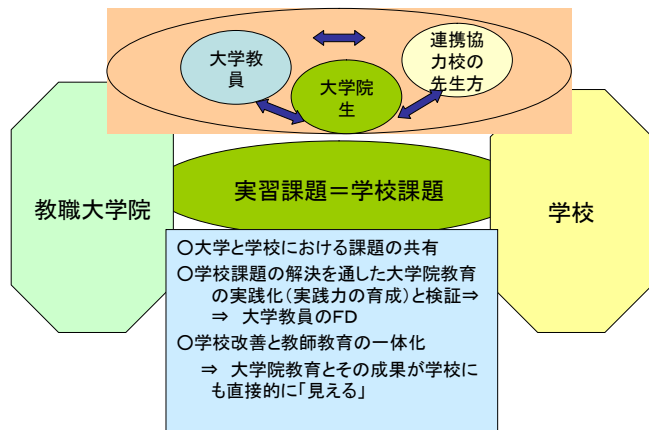 大学教
員
大学院
生
連携協
力校の
先生方
教職大学院
実習課題＝学校課題
学校
○大学と学校における課題の共有
○学校課題の解決を通した大学院教育
の実践化（実践力の育成）と検証⇒
⇒ 大学教員のＦＤ
○学校改善と教師教育の一体化
⇒ 大学院教育とその成果が学校に
も直接的に「見える」